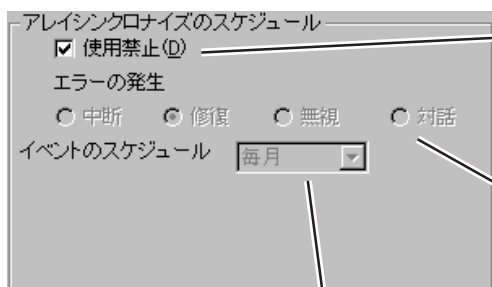 アレイシンクロナイズのスケジュール
使用禁止(D)
エラーの発生
中断 修復 無視 対話
イベントのスケジュール 毎月